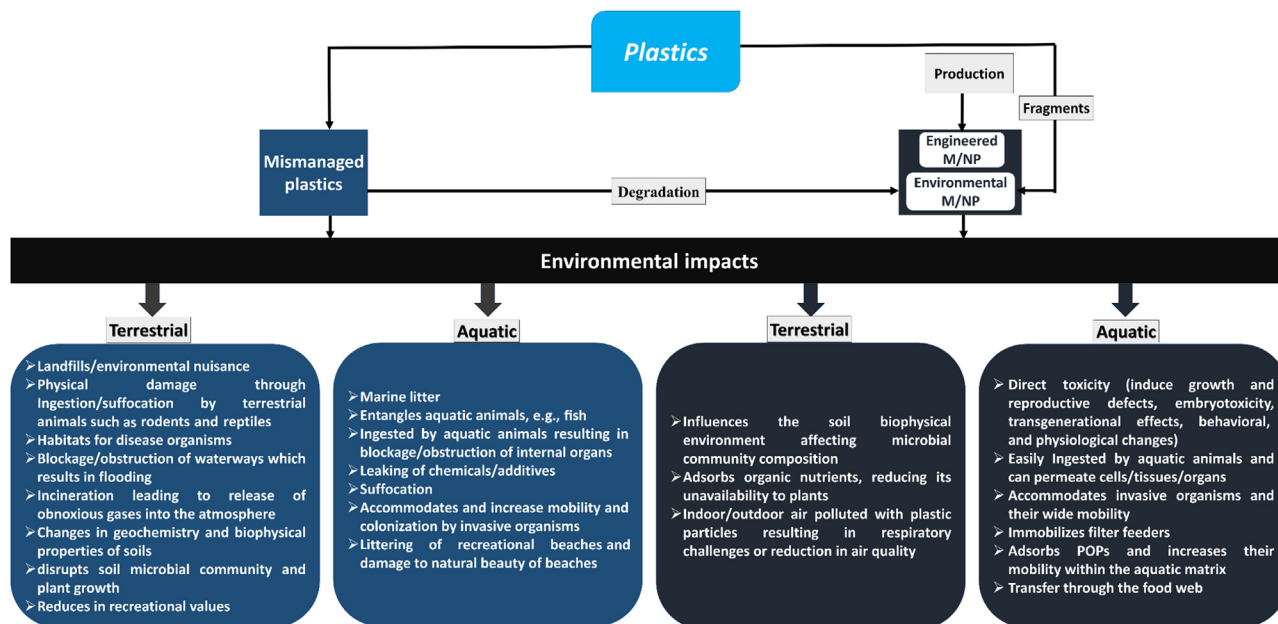 Plastics
Production
Fragments
Mismanaged
plastics
Engineered
M/NP
Environmental
M/NP
Degradation
Environmental impacts
Terrestrial
➢Landfills/environmental nuisance
➢Physical damage through
Ingestion/suffocation by terrestrial
animals such as rodents and reptiles
➢Habitats for disease organisms
➢Blockage/obstruction of waterways which
results in flooding
➢Incineration leading to release of
obnoxious gases into the atmosphere
➢Changes in geochemistry and biophysical
properties of soils
➢disrupts soil microbial community and
plant growth
➢Reduces in recreational values
Aquatic
➢Marine litter
➢Entangles aquatic animals, e.g., fish
➢Ingested by aquatic animals resulting in
blockage/obstruction of internal organs
➢Leaking of chemicals/additives
➢Suffocation
➢Accommodates and increase mobility and
colonization by invasive organisms
➢Littering of recreational beaches and
damage to natural beauty of beaches
Terrestrial
➢Influences the soil biophysical
environment affecting microbial
community composition
➢Adsorbs organic nutrients, reducing its
unavailability to plants
➢Indoor/outdoor air polluted with plastic
particles resulting in respiratory
challenges or reduction in air quality
Aquatic
➢ Direct toxicity (induce growth and
reproductive defects, embryotoxicity,
transgenerational effects, behavioral,
and physiological changes)
➢ Easily Ingested by aquatic animals and
can permeate cells/tissues/organs
➢ Accommodates invasive organisms and
their wide mobility
➢ Immobilizes filter feeders
➢ Adsorbs POPs and increases their
mobility within the aquatic matrix
➢ Transfer through the food web